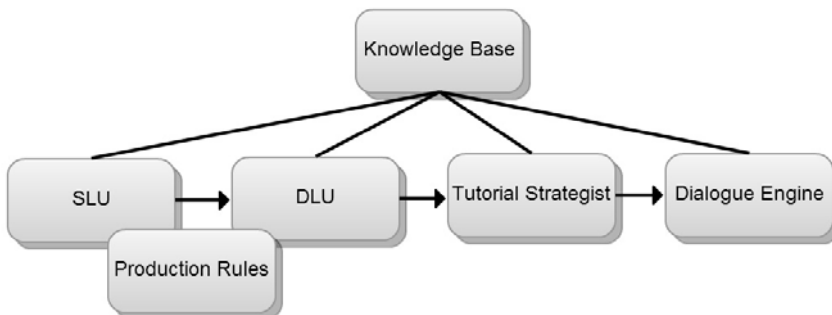 Knowledge Base
SLU
DLU
Tutorial Strategist
Dialogue Engine
Production Rules